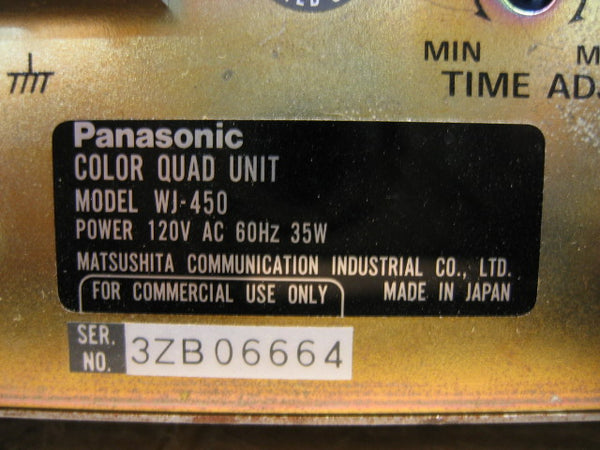 MIN
TIME
Panasonic
COLOR QUAD UNIT
MODEL WJ-450
POWER 120V AC 60HZ 35W
MATSUSHITA COMMUNICATION INDUSTRIAL CO., LTD.
FOR COMMERCIAL USE ONLY MADE IN JAPAN
SER.
NO. 3ZB06664